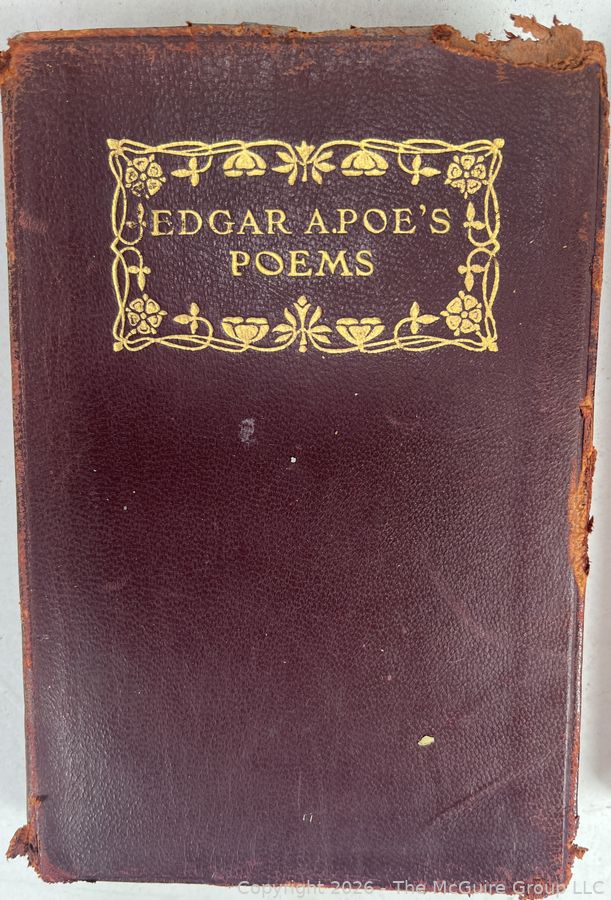 EDGAR A.POE'S
POEMS
Copyright 2026 - The McGuire Group LLC